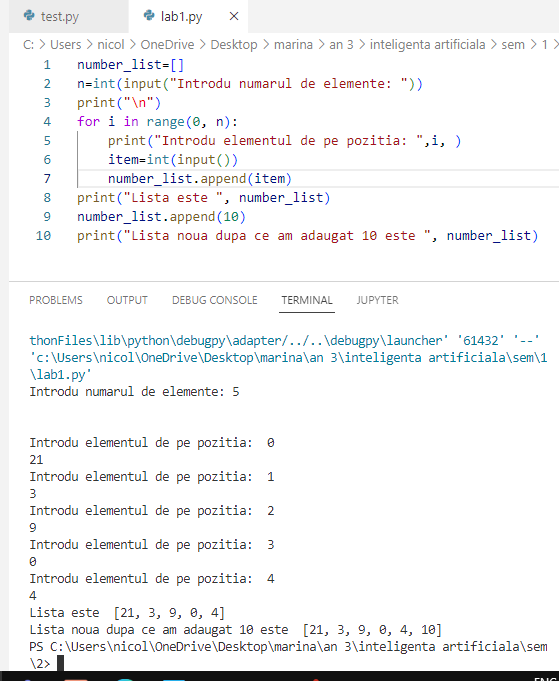 test.py lab1.py ×
C: > Users > nicol > OneDrive > Desktop > marina > an 3 > inteligenta artificiala > sem > 1 >
1 number_list=[]
2 n=int(input("Introdu numarul de elemente: "))
3 print("\n")
4 for i in range(0, n):
5     print("Introdu elementul de pe pozitia: ",i, )
6     item=int(input())
7     number_list.append(item)
8 print("Lista este ", number_list)
9 number_list.append(10)
10 print("Lista noua dupa ce am adaugat 10 este ", number_list)
PROBLEMS OUTPUT DEBUG CONSOLE TERMINAL JUPYTER
thonFiles\lib\python\debugpy\adapter/../..\debugpy\launcher' '61432' '--'
'c:\Users\nicol\OneDrive\Desktop\marina\an 3\inteligenta artificiala\sem\1
\lab1.py'
Introdu numarul de elemente: 5
Introdu elementul de pe pozitia:  0
21
Introdu elementul de pe pozitia:  1
3
Introdu elementul de pe pozitia:  2
9
Introdu elementul de pe pozitia:  3
0
Introdu elementul de pe pozitia:  4
4
Lista este  [21, 3, 9, 0, 4]
Lista noua dupa ce am adaugat 10 este  [21, 3, 9, 0, 4, 10]
PS C:\Users\nicol\OneDrive\Desktop\marina\an 3\inteligenta artificiala\sem
\2>